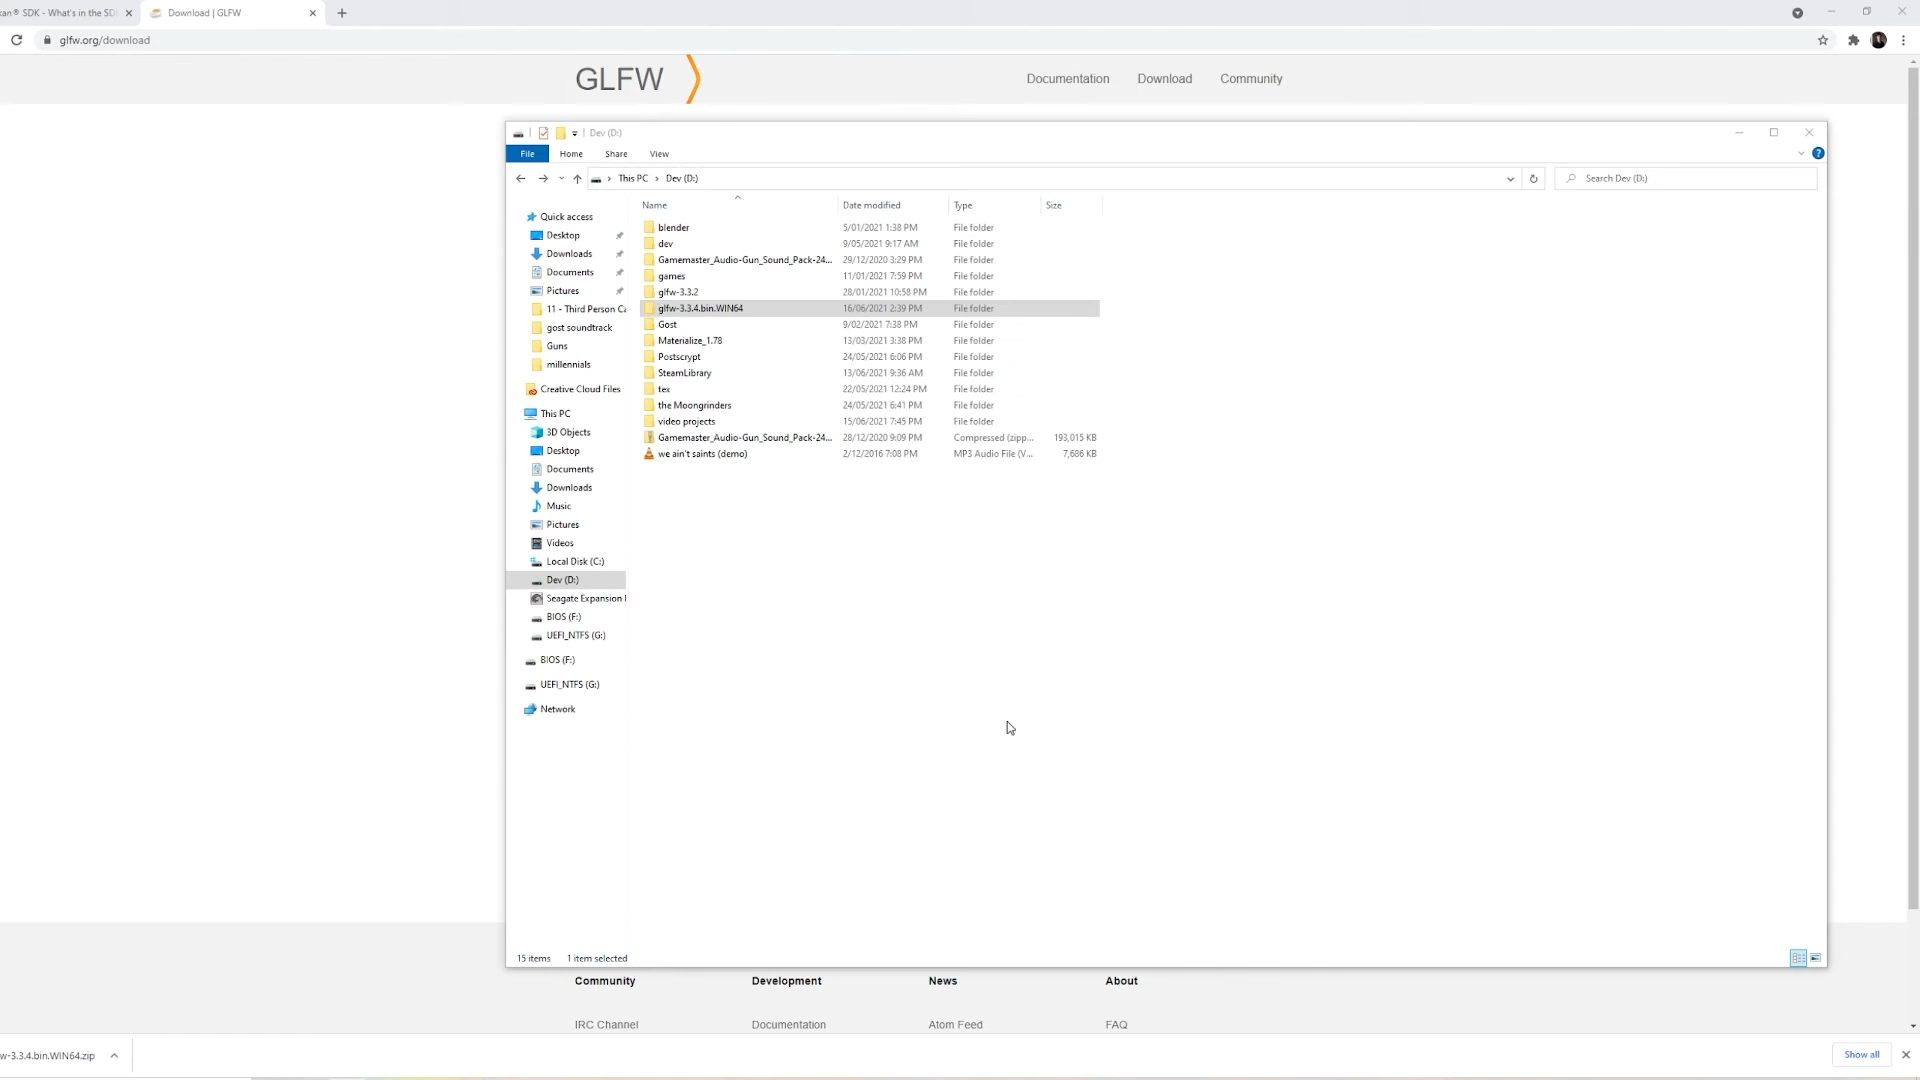 kan® SDK - What's in the SD
Download | GLFW
glfw.org/download
GLFW
Documentation
Download
Community
Dev (D:)
File
Home
Share
View
This PC
Dev (D:)
Search Dev (D:)
Name
Date modified
Type
Size
Quick access
Desktop
Downloads
Documents
Pictures
11 - Third Person Ca
gost soundtrack
Guns
millennials
Creative Cloud Files
This PC
3D Objects
Desktop
Documents
Downloads
Music
Pictures
Videos
Local Disk (C:)
Dev (D:)
Seagate Expansion
BIOS (F:)
UEFI_NTFS (G:)
BIOS (F:)
UEFI_NTFS (G:)
Network
blender 5/01/2021 1:38 PM File folder
dev 9/05/2021 9:17 AM File folder
Gamemaster_Audio-Gun_Sound_Pack-24... 29/12/2020 3:29 PM File folder
games 11/01/2021 7:59 PM File folder
glfw-3.3.2 28/01/2021 10:58 PM File folder
glfw-3.3.4.bin.WIN64 16/06/2021 2:39 PM File folder
Gost 9/02/2021 7:38 PM File folder
Materialize_1.78 13/03/2021 3:38 PM File folder
Postscrypt 24/05/2021 6:06 PM File folder
SteamLibrary 13/06/2021 9:36 AM File folder
tex 22/05/2021 12:24 PM File folder
the Moongrinders 24/05/2021 6:41 PM File folder
video projects 15/06/2021 7:45 PM File folder
Gamemaster_Audio-Gun_Sound_Pack-24... 28/12/2020 9:09 PM Compressed (zipp... 193,015 KB
we ain't saints (demo) 2/12/2016 7:08 PM MP3 Audio File (V... 7,686 KB
15 items
1 item selected
Community
Development
News
About
IRC Channel
Documentation
Atom Feed
FAQ
w-3.3.4.bin.WIN64.zip
Show all